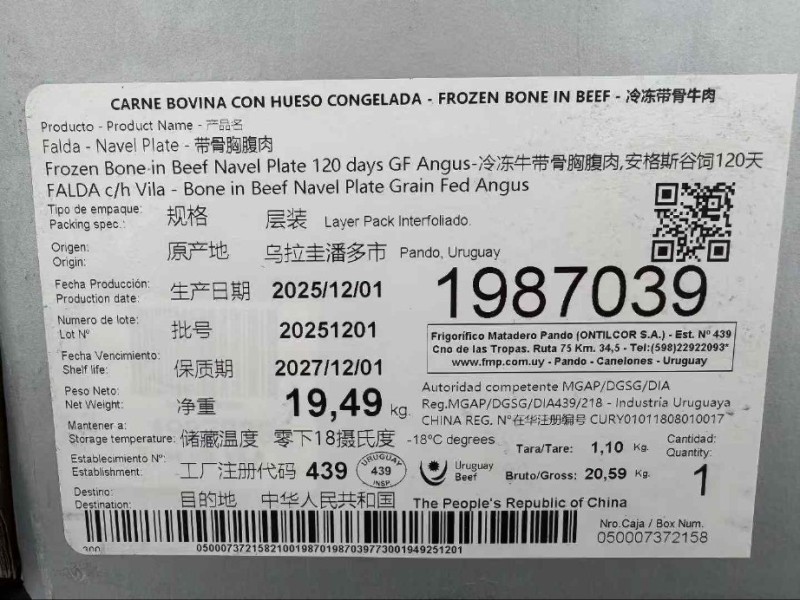 CARNE BOVINA CON HUESO CONGELADA - FROZEN BONE IN BEEF - 冷冻带骨牛肉
Producto - Product Name - 产品名
Falda - Navel Plate - 带骨胸腹肉
Frozen Bone-in Beef Navel Plate 120 days GF Angus-冷冻牛带骨胸腹肉,安格斯谷饲120天
FALDA c/h Vila - Bone in Beef Navel Plate Grain Fed Angus
Tipo de empaque:
Packing spec.: 规格 层装 Layer Pack Interfoliado.
Origen:
Origin: 原产地 乌拉圭潘多市 Pando, Uruguay
Fecha Producción:
Production date: 生产日期 2025/12/01
1987039
Numero de lote:
Lot Nº 批号 20251201
Frigorífico Matadero Pando (ONTILCOR S.A.) - Est. Nº 439
Cno de las Tropas. Ruta 75 Km. 34,5 - Tel:(598)22922093*
www.fmp.com.uy - Pando - Canelones - Uruguay
Fecha Vencimiento:
Shelf life: 保质期 2027/12/01
Peso Neto:
Net Weight: 净重 19,49 kg.
Autoridad competente MGAP/DGSG/DIA
Reg.MGAP/DGSG/DIA439/218 - Industria Uruguaya
CHINA REG. Nº在华注册编号 CURY01011808010017
Mantener a:
Storage temperature: 储藏温度 零下18摄氏度 -18°C degrees
Tara/Tare: 1,10 Kg.
Cantidad:
Quantity:
1
Establecimiento Nº:
Establishment: 工厂注册代码 439
URUGUAY
439
INSP.
Uruguay
Beef
Bruto/Gross: 20,59 Kg.
Destino:
Destination: 目的地 中华人民共和国 The People's Republic of China
300
050007372158210019870198703977300194925​1201
Nro.Caja / Box Num.
050007372158